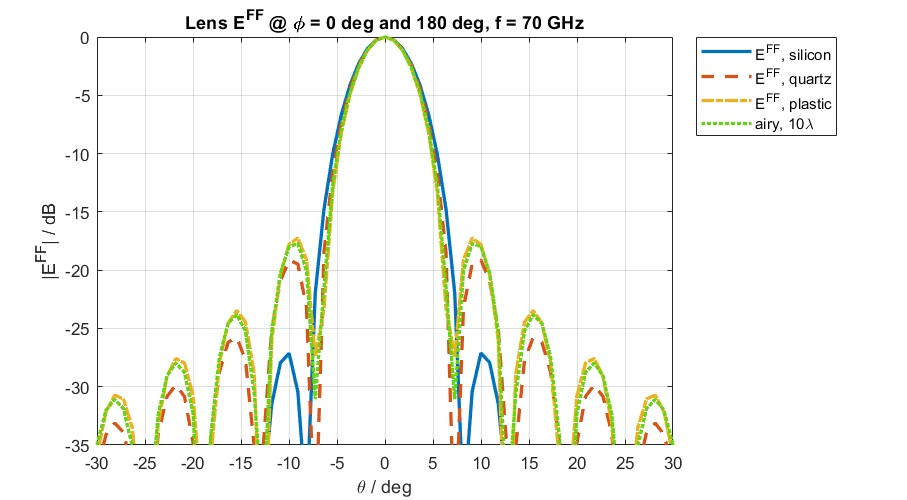 Lens E^FF @ ϕ = 0 deg and 180 deg, f = 70 GHz
E^FF, silicon
E^FF, quartz
E^FF, plastic
airy, 10λ
|E^FF| / dB
0
-5
-10
-15
-20
-25
-30
-35
-30 -25 -20 -15 -10 -5 0 5 10 15 20 25 30
θ / deg